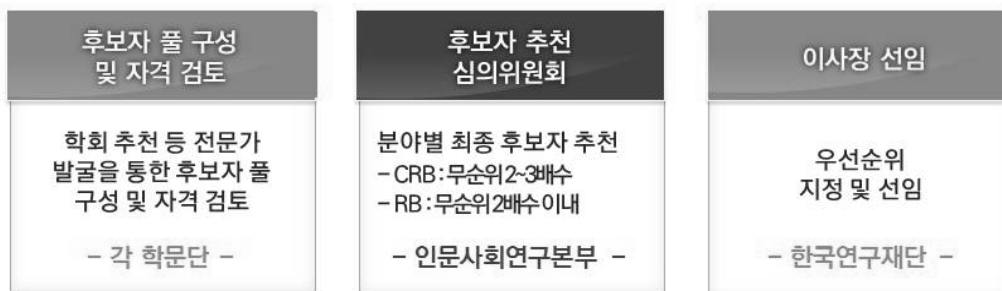 후보자 풀 구성
및 자격 검토
학회 추천 등 전문가
발굴을 통한 후보자 풀
구성 및 자격 검토
- 각 학문단 -
후보자 추천
심의위원회
분야별 최종 후보자 추천
- CRB : 무순위 2~3배수
- RB : 무순위 2배수 이내
- 인문사회연구본부 -
이사장 선임
우선순위
지정 및 선임
- 한국연구재단 -